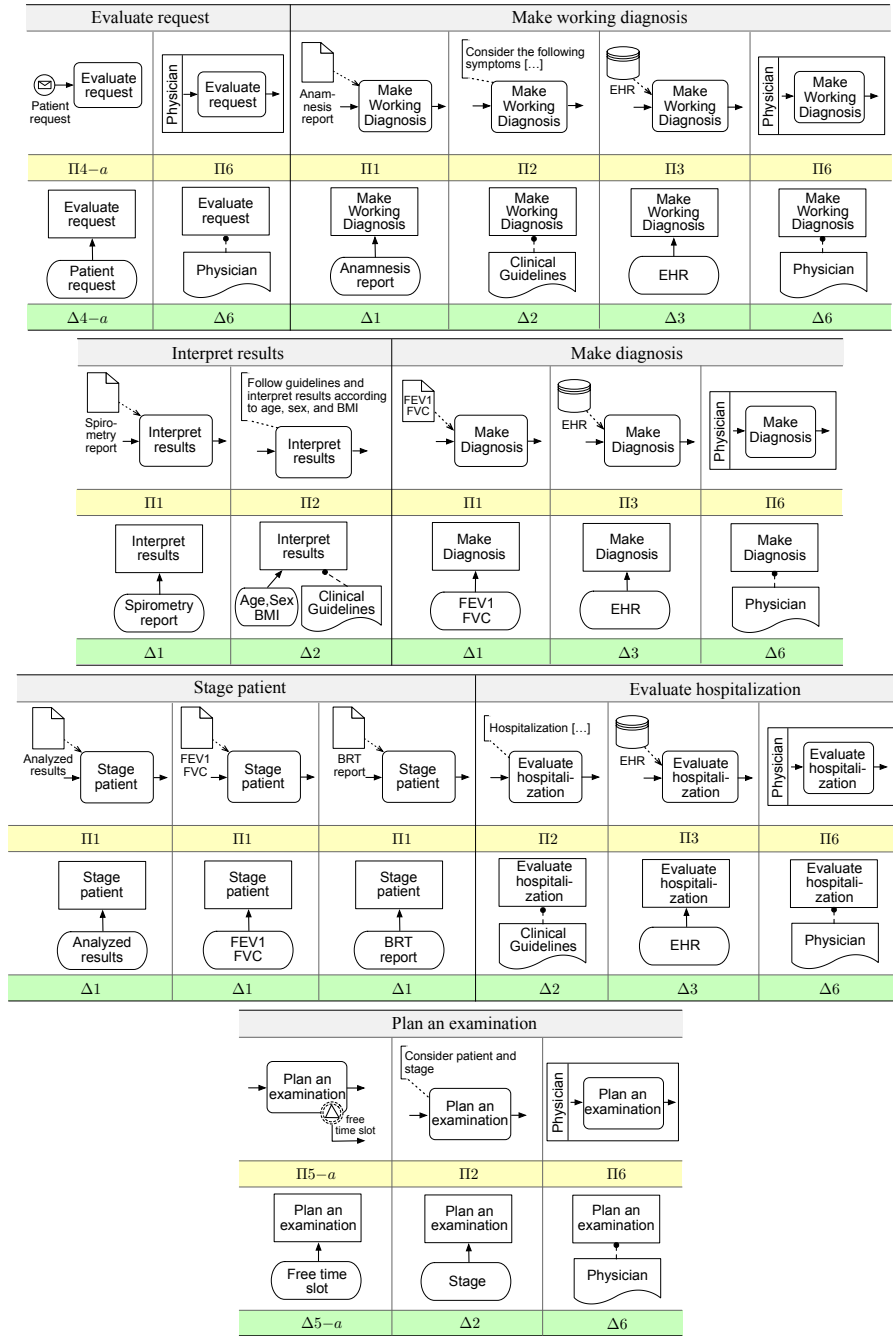 Evaluate request
Make working diagnosis
Patient request
Evaluate request
Physician
Evaluate request
Anam-
nesis
report
Make
Working
Diagnosis
Consider the following
symptoms […]
Make
Working
Diagnosis
EHR
Make
Working
Diagnosis
Physician
Make
Working
Diagnosis
Π4−a
Π6
Π1
Π2
Π3
Π6
Evaluate request
Patient request
Evaluate request
Physician
Make
Working
Diagnosis
Anamnesis
report
Make
Working
Diagnosis
Clinical
Guidelines
Make
Working
Diagnosis
EHR
Make
Working
Diagnosis
Physician
Δ4−a
Δ6
Δ1
Δ2
Δ3
Δ6
Interpret results
Make diagnosis
Spiro-
metry
report
Interpret
results
Follow guidelines and
interpret results according
to age, sex, and BMI
Interpret
results
FEV1
FVC
Make
Diagnosis
EHR
Make
Diagnosis
Physician
Make
Diagnosis
Π1
Π2
Π1
Π3
Π6
Interpret
results
Spirometry
report
Interpret
results
Age,Sex
BMI
Clinical
Guidelines
Make
Diagnosis
FEV1
FVC
Make
Diagnosis
EHR
Make
Diagnosis
Physician
Δ1
Δ2
Δ1
Δ3
Δ6
Stage patient
Evaluate hospitalization
Analyzed
results
Stage
patient
FEV1
FVC
Stage
patient
BRT
report
Stage
patient
Hospitalization […]
Evaluate
hospitali-
zation
EHR
Evaluate
hospitali-
zation
Physician
Evaluate
hospitali-
zation
Π1
Π1
Π1
Π2
Π3
Π6
Stage
patient
Analyzed
results
Stage
patient
FEV1
FVC
Stage
patient
BRT
report
Evaluate
hospitali-
zation
Clinical
Guidelines
Evaluate
hospitali-
zation
EHR
Evaluate
hospitali-
zation
Physician
Δ1
Δ1
Δ1
Δ2
Δ3
Δ6
Plan an examination
Plan an
examination
free
time slot
Consider patient and
stage
Plan an
examination
Physician
Plan an
examination
Π5−a
Π2
Π6
Plan an
examination
Free time
slot
Plan an
examination
Stage
Plan an
examination
Physician
Δ5−a
Δ2
Δ6